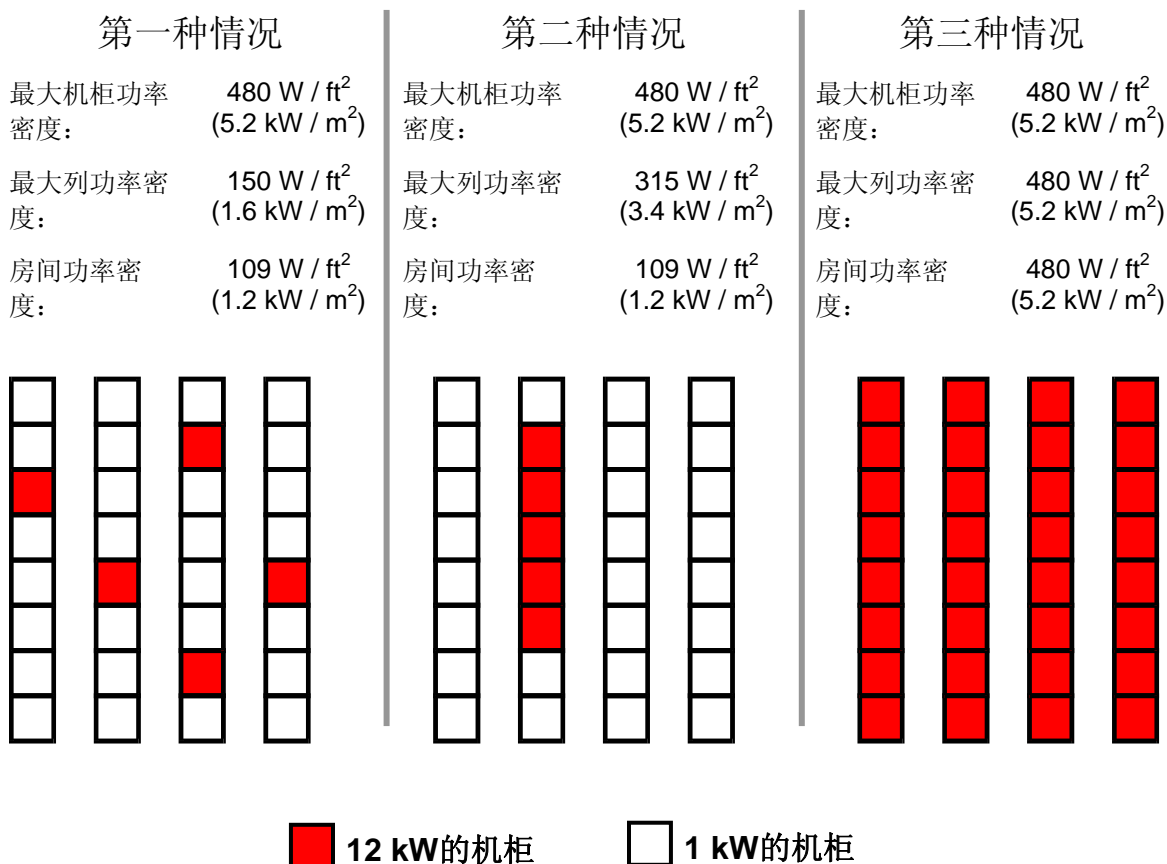 第一种情况
最大机柜功率 480 W / ft²
密度： (5.2 kW / m²)
最大列功率密 150 W / ft²
度： (1.6 kW / m²)
房间功率密 109 W / ft²
度： (1.2 kW / m²)
第二种情况
最大机柜功率 480 W / ft²
密度： (5.2 kW / m²)
最大列功率密 315 W / ft²
度： (3.4 kW / m²)
房间功率密 109 W / ft²
度： (1.2 kW / m²)
第三种情况
最大机柜功率 480 W / ft²
密度： (5.2 kW / m²)
最大列功率密 480 W / ft²
度： (5.2 kW / m²)
房间功率密 480 W / ft²
度： (5.2 kW / m²)
12 kW的机柜
1 kW的机柜